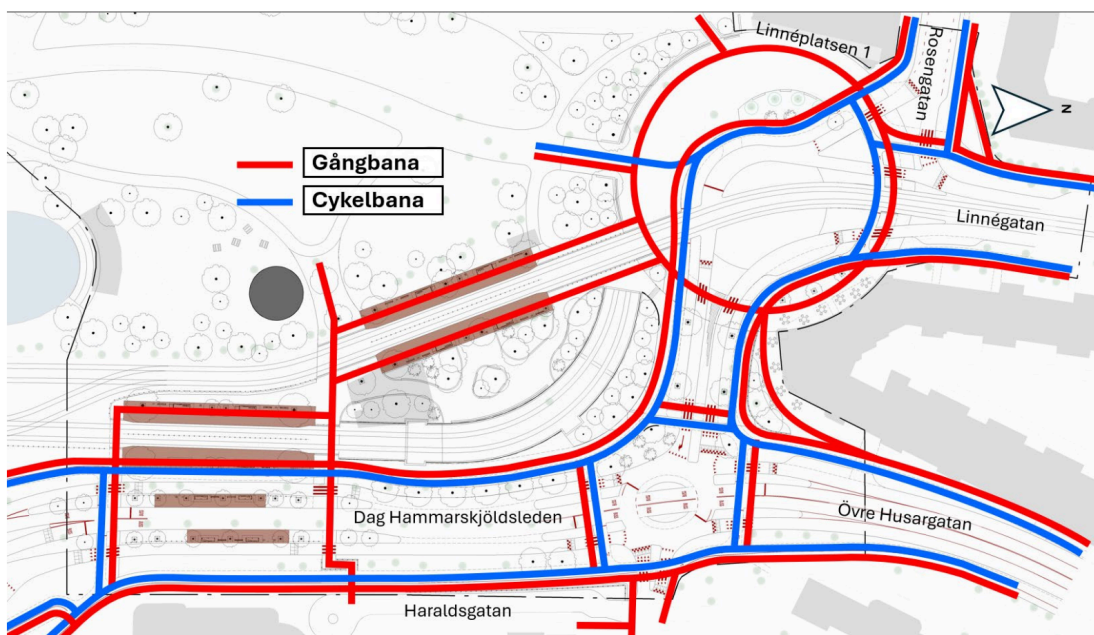 Linnéplatsen 1
Rosengatan
N
Gångbana
Cykelbana
Linnégatan
Dag Hammarskjöldsleden
Övre Husargatan
Haraldsgatan